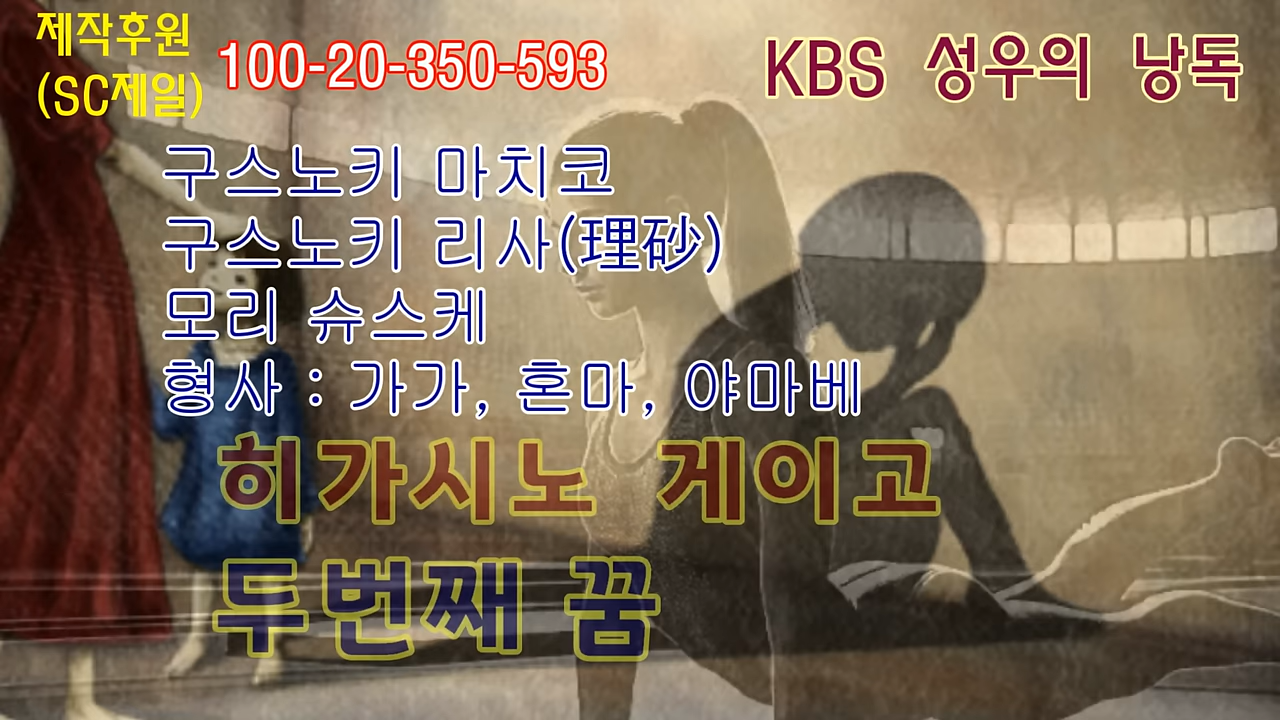 제작후원
(SC제일)
100-20-350-593
KBS 성우의 낭독
구스노키 마치코
구스노키 리사(理砂)
모리 슈스케
형사 : 가가, 혼마, 야마베
히가시노 게이고
두번째 꿈